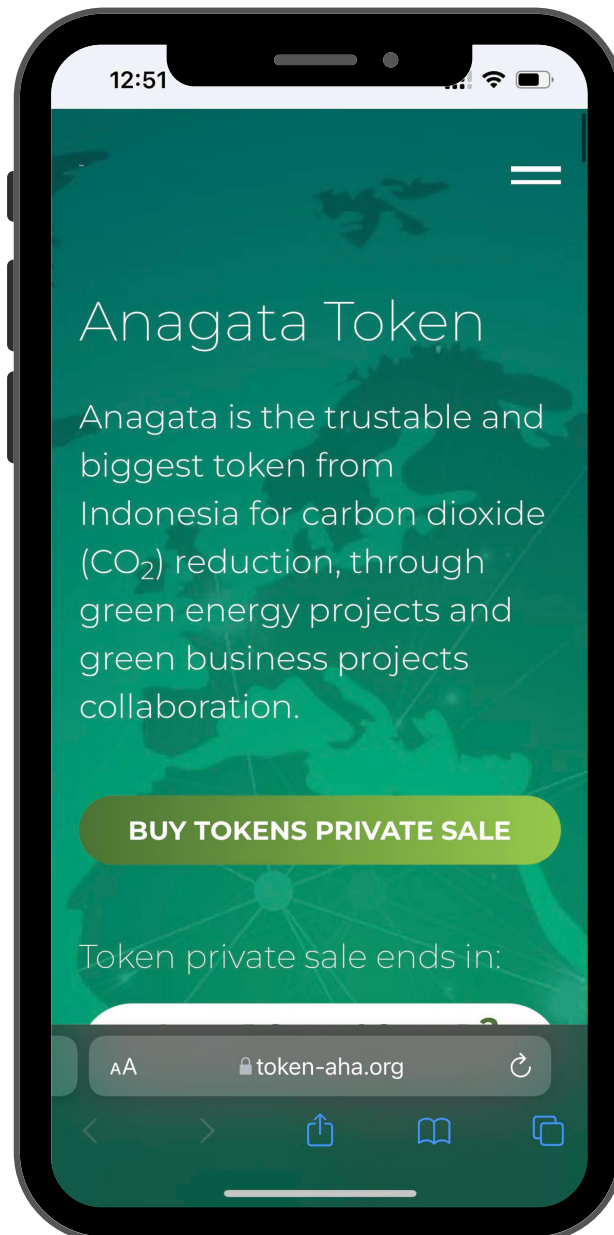 12:51
Anagata Token
Anagata is the trustable and
biggest token from
Indonesia for carbon dioxide
(CO₂) reduction, through
green energy projects and
green business projects
collaboration.
BUY TOKENS PRIVATE SALE
Token private sale ends in:
AA
token-aha.org